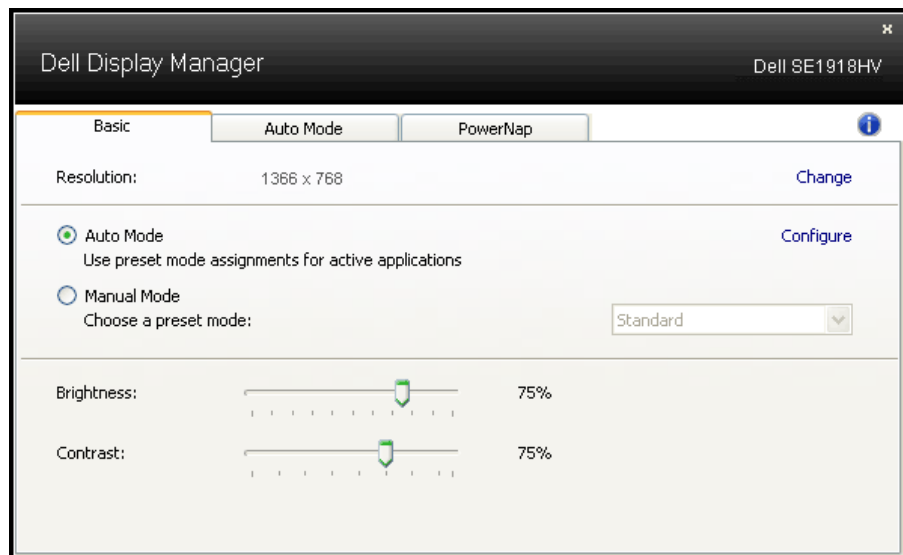 x
Dell Display Manager
Dell SE1918HV
Basic
Auto Mode
PowerNap
i
Resolution:
1366 x 768
Change
Auto Mode
Configure
Use preset mode assignments for active applications
Manual Mode
Choose a preset mode:
Standard
Brightness:
75%
Contrast:
75%